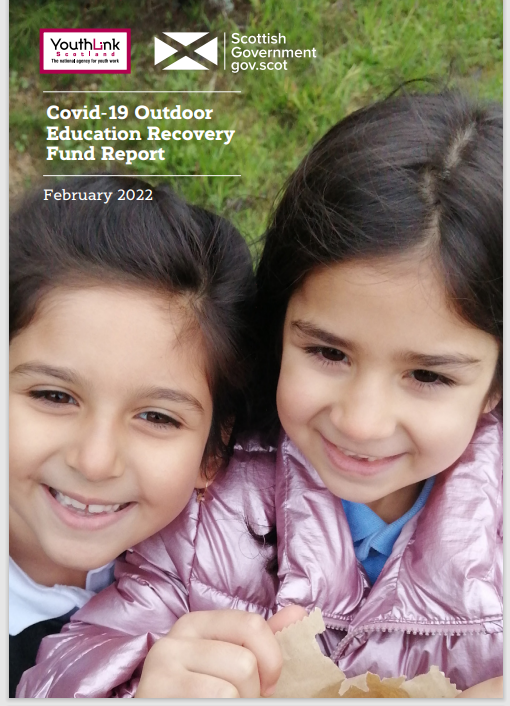 YouthLink
Scotland
The national agency for youth work
Scottish
Government
gov.scot
Covid-19 Outdoor
Education Recovery
Fund Report
February 2022